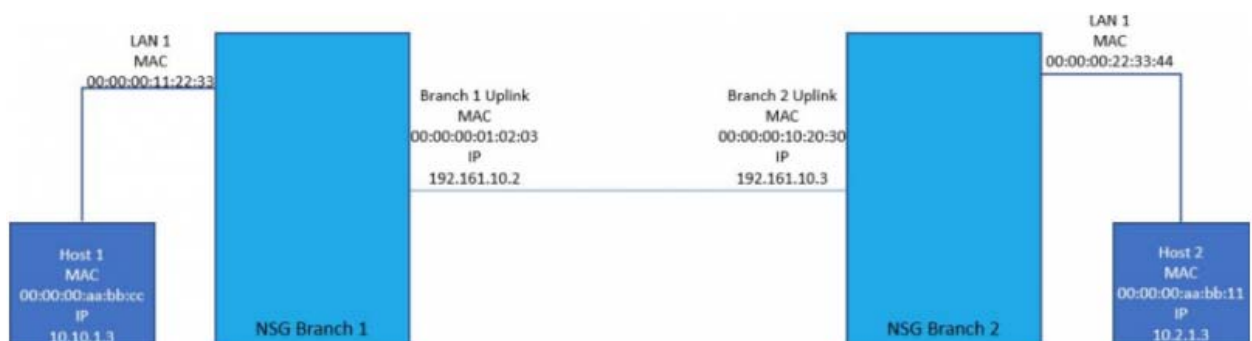 LAN 1
MAC
00:00:00:11:22:33
Branch 1 Uplink
MAC
00:00:00:01:02:03
IP
192.161.10.2
Branch 2 Uplink
MAC
00:00:00:10:20:30
IP
192.161.10.3
LAN 1
MAC
00:00:00:22:33:44
Host 1
MAC
00:00:00:aa:bb:cc
IP
10.10.1.3
NSG Branch 1
NSG Branch 2
Host 2
MAC
00:00:00:aa:bb:11
IP
10.2.1.3